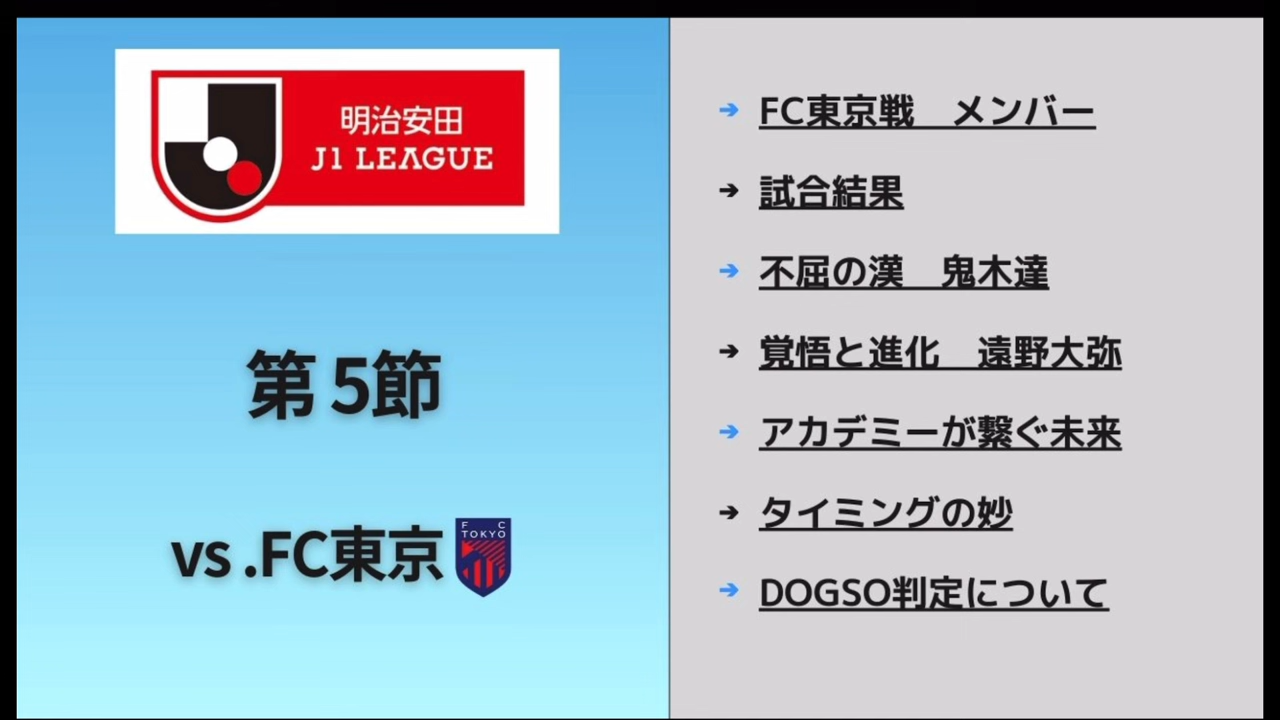 明治安田
J1 LEAGUE
第5節
vs .FC東京
F C
TOKYO
FC東京戦　メンバー
試合結果
不屈の漢　鬼木達
覚悟と進化　遠野大弥
アカデミーが繋ぐ未来
タイミングの妙
DOGSO判定について